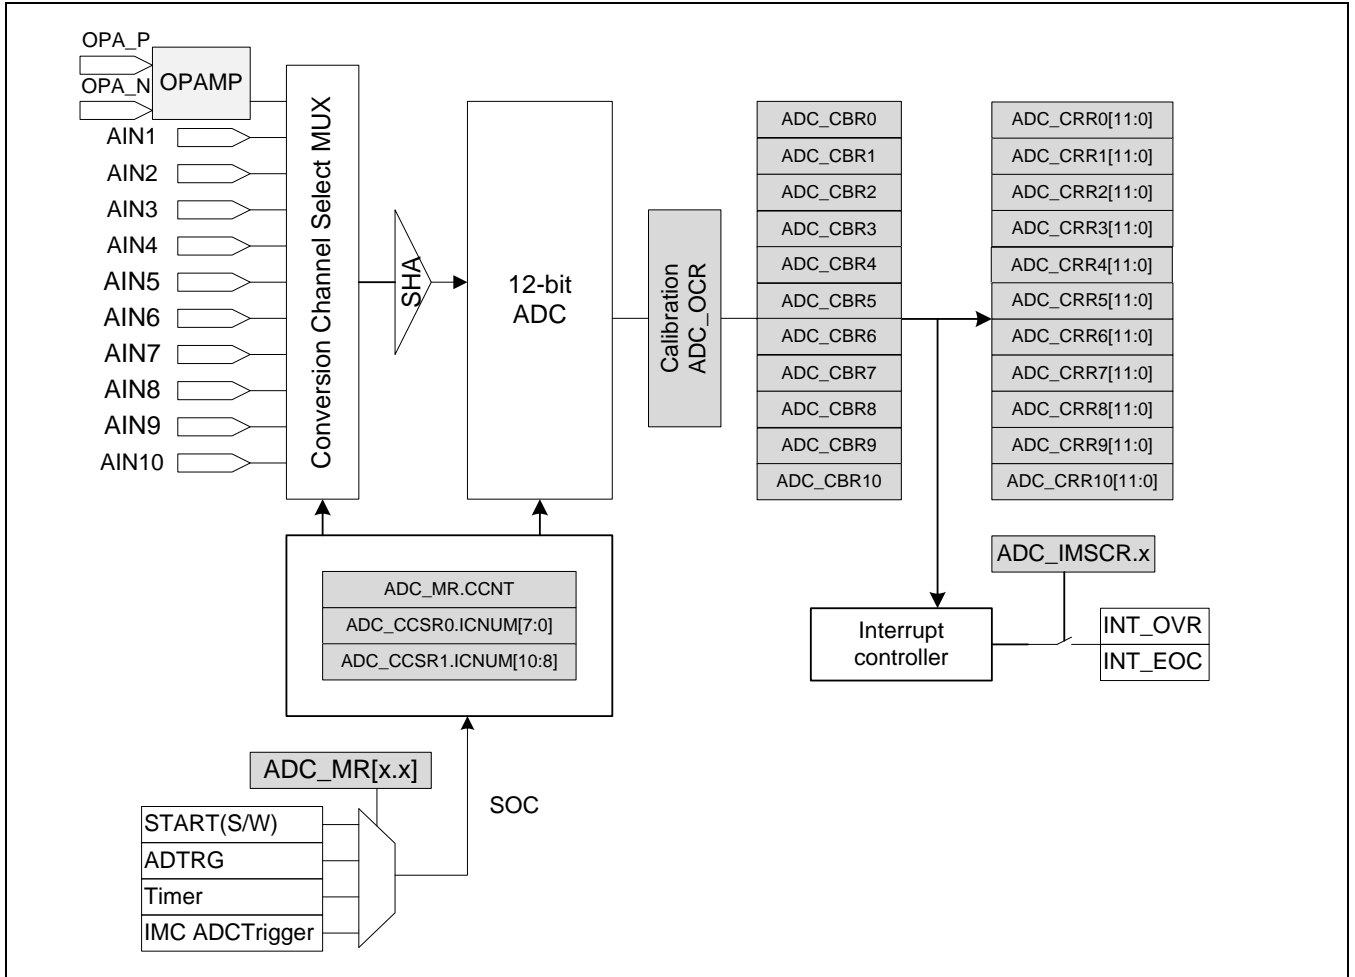 OPA_P
OPA_N
OPAMP
AIN1
AIN2
AIN3
AIN4
AIN5
AIN6
AIN7
AIN8
AIN9
AIN10
Conversion Channel Select MUX
SHA
12-bit
ADC
Calibration
ADC_OCR
ADC_CBR0
ADC_CBR1
ADC_CBR2
ADC_CBR3
ADC_CBR4
ADC_CBR5
ADC_CBR6
ADC_CBR7
ADC_CBR8
ADC_CBR9
ADC_CBR10
ADC_CRR0[11:0]
ADC_CRR1[11:0]
ADC_CRR2[11:0]
ADC_CRR3[11:0]
ADC_CRR4[11:0]
ADC_CRR5[11:0]
ADC_CRR6[11:0]
ADC_CRR7[11:0]
ADC_CRR8[11:0]
ADC_CRR9[11:0]
ADC_CRR10[11:0]
ADC_MR.CCNT
ADC_CCSR0.ICNUM[7:0]
ADC_CCSR1.ICNUM[10:8]
ADC_IMSCR.x
Interrupt
controller
INT_OVR
INT_EOC
ADC_MR[x.x]
SOC
START(S/W)
ADTRG
Timer
IMC ADCTrigger